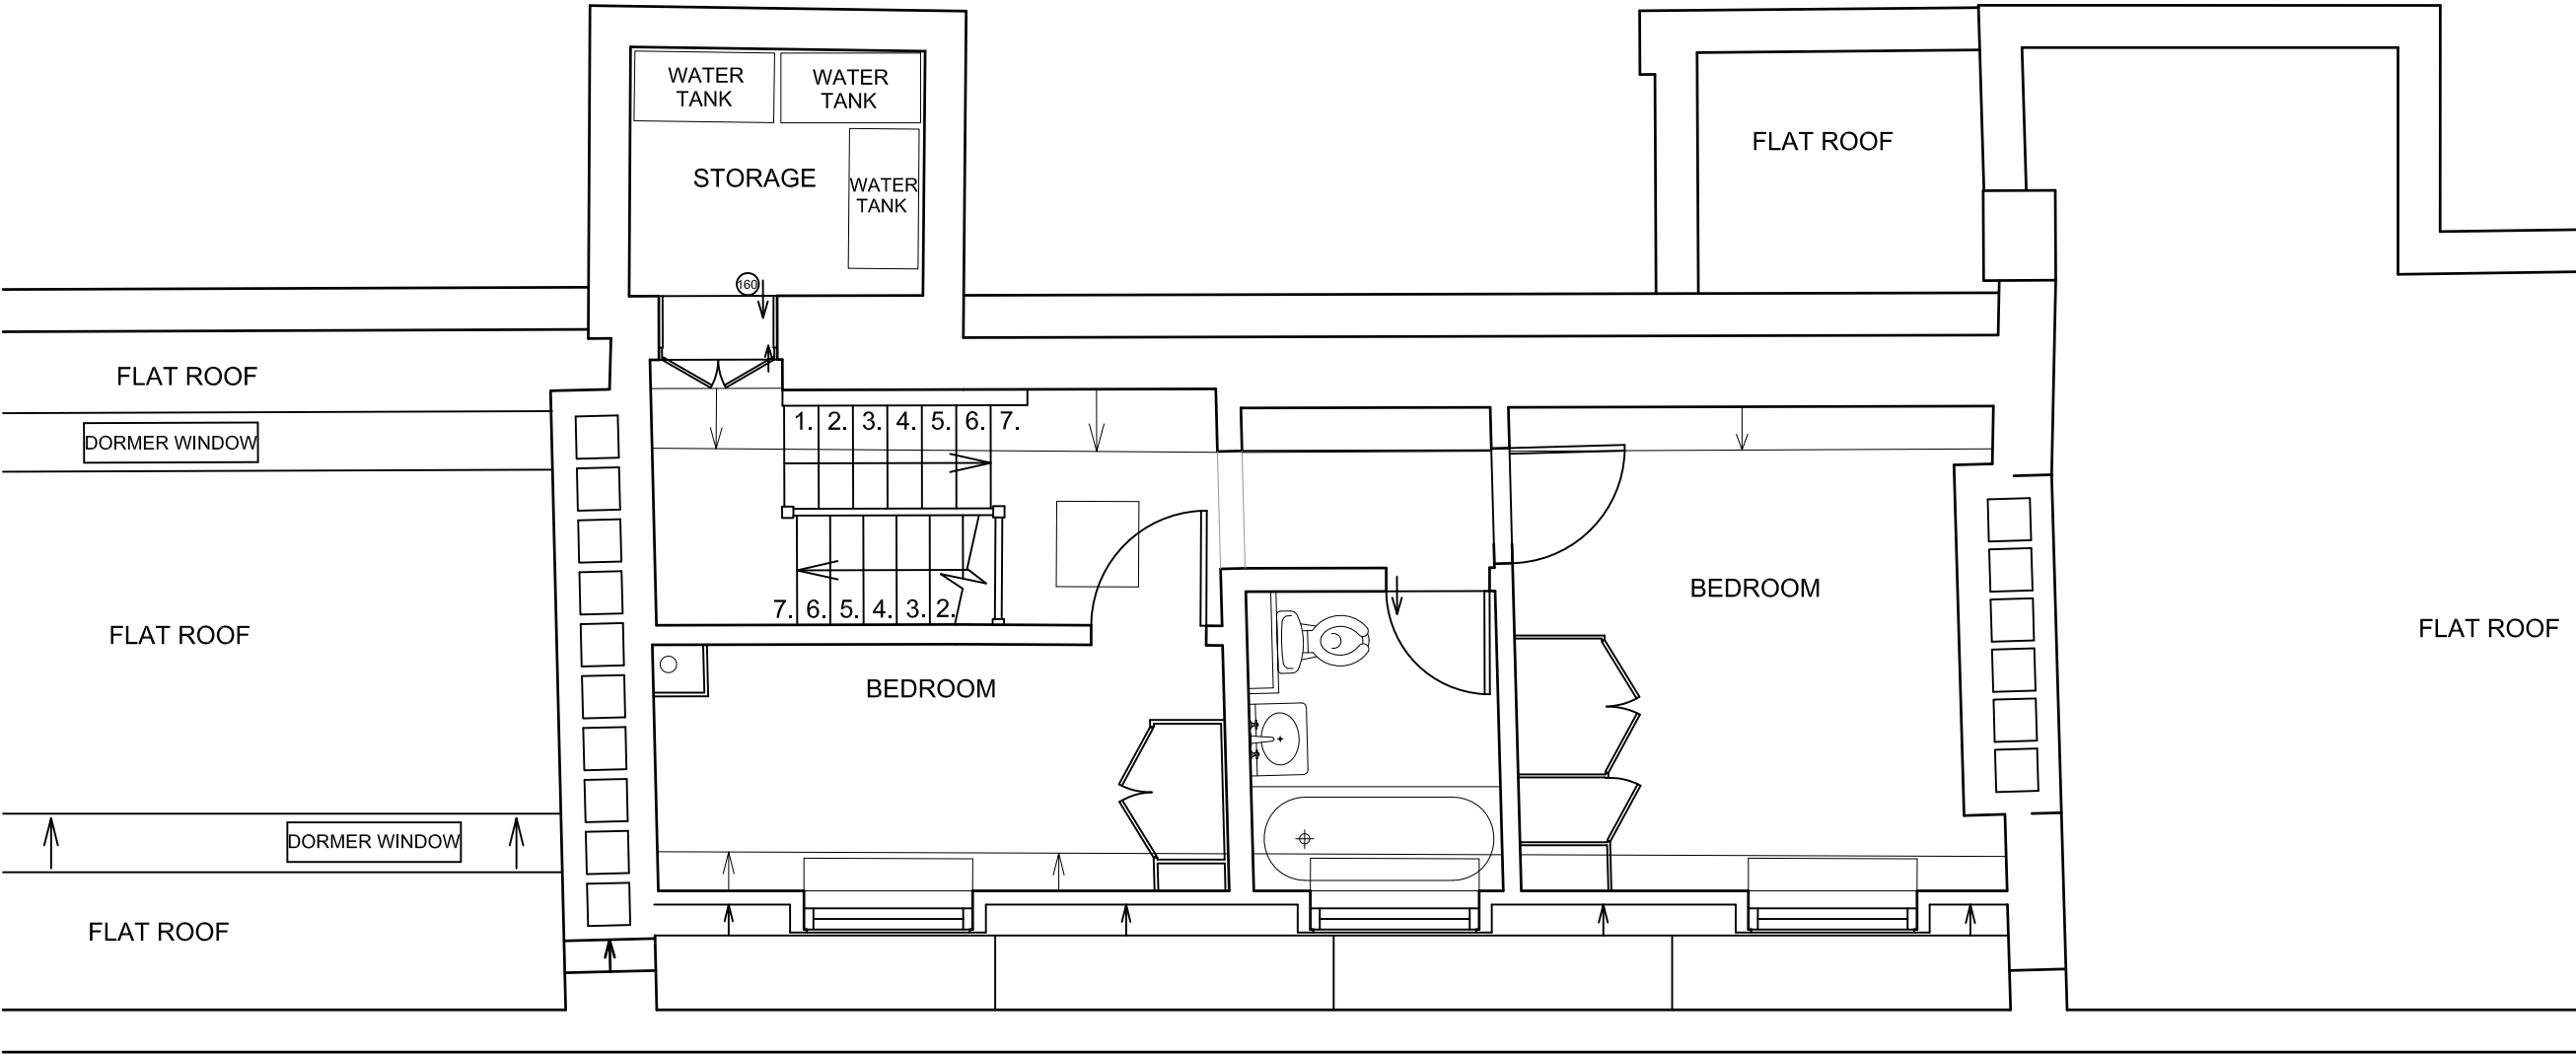 WATER
TANK
WATER
TANK
FLAT ROOF
STORAGE
WATER
TANK
160
FLAT ROOF
1. 2. 3. 4. 5. 6. 7.
DORMER WINDOW
BEDROOM
7. 6. 5. 4. 3. 2.
FLAT ROOF
FLAT ROOF
BEDROOM
DORMER WINDOW
FLAT ROOF